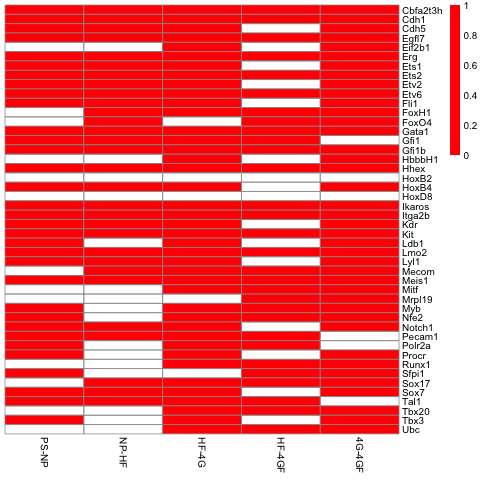 Cbfa2t3h
Cdh1
Cdh5
Egfl7
Eif2b1
Erg
Ets1
Ets2
Etv2
Etv6
Fli1
FoxH1
FoxO4
Gata1
Gfi1
Gfi1b
HbbbH1
Hhex
HoxB2
HoxB4
HoxD8
Ikaros
Itga2b
Kdr
Kit
Ldb1
Lmo2
Lyl1
Mecom
Meis1
Mitf
Mrpl19
Myb
Nfe2
Notch1
Pecam1
Polr2a
Procr
Runx1
Sfpi1
Sox17
Sox7
Tal1
Tbx20
Tbx3
Ubc
1
0.8
0.6
0.4
0.2
0
PS-NP
NP-HF
HF-4G
HF-4GF
4G-4GF